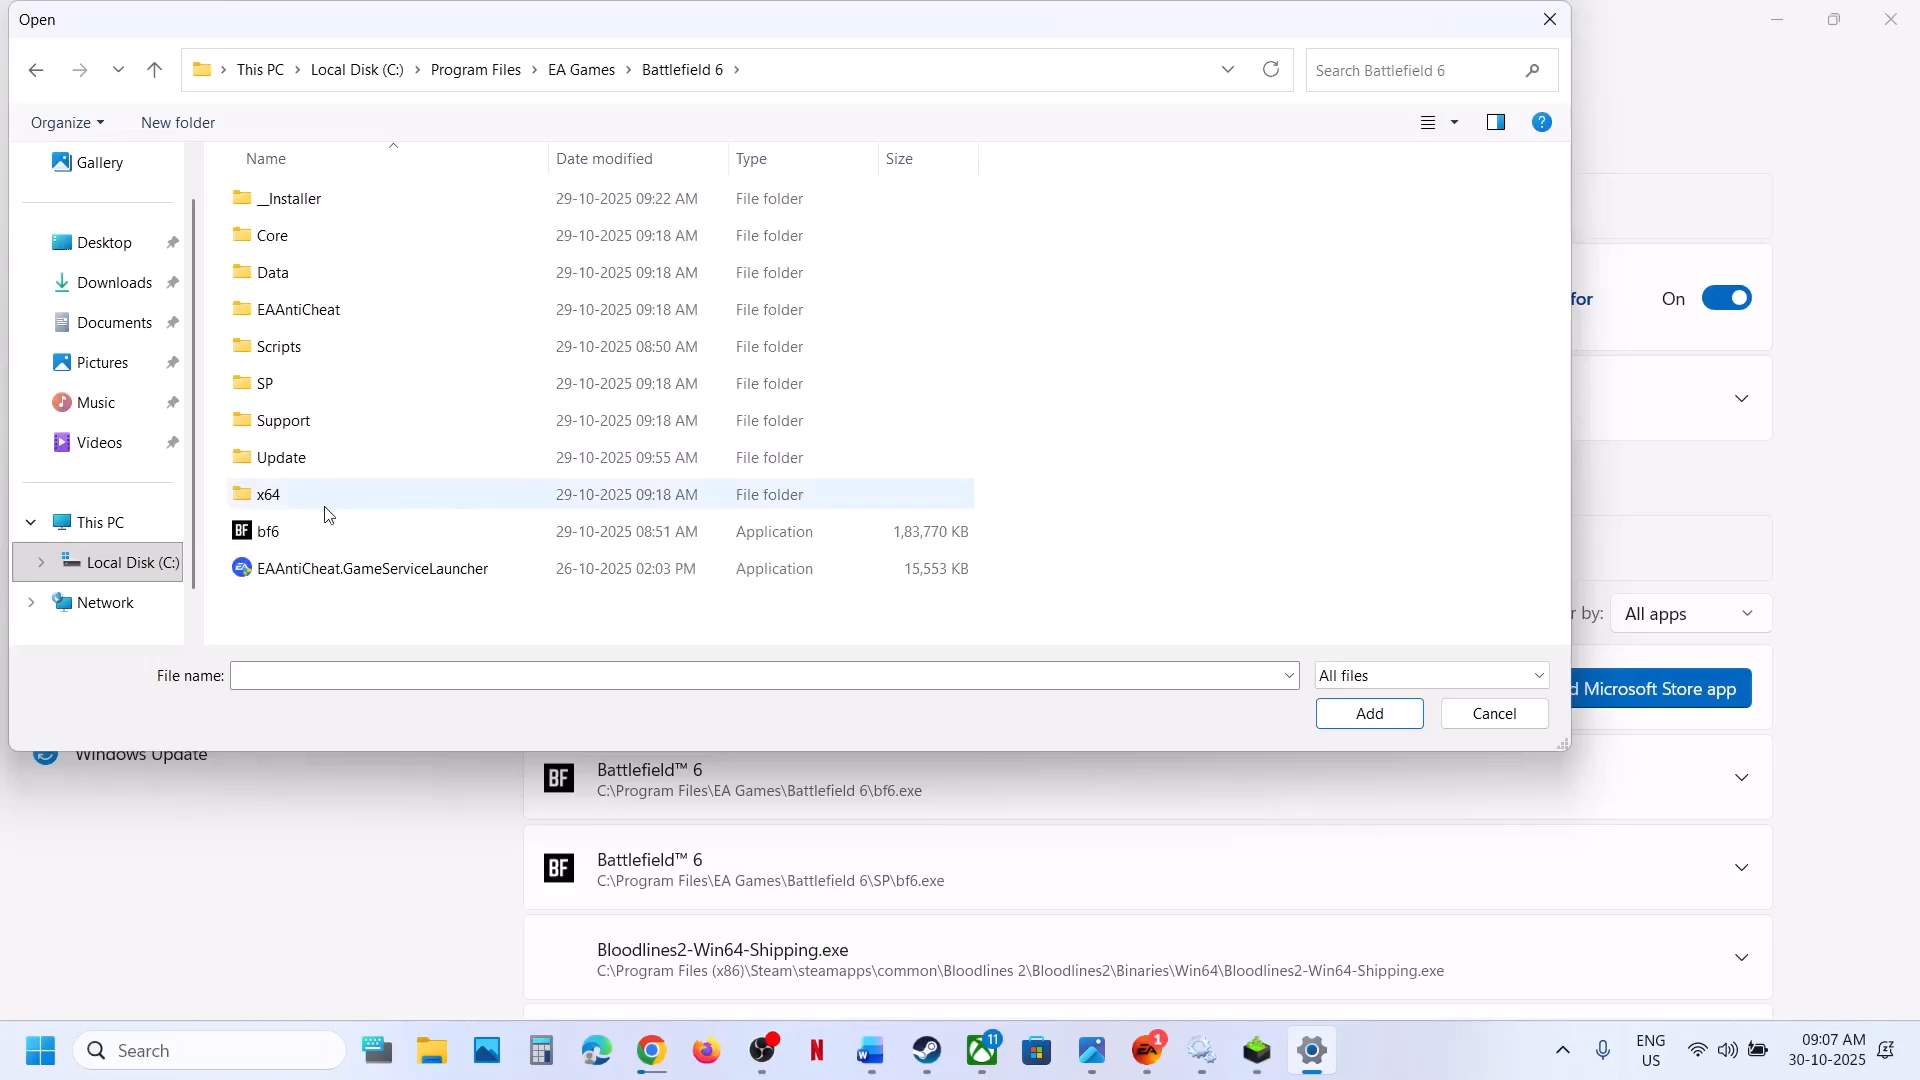 Open
This PC Local Disk (C:) Program Files EA Games Battlefield 6
Search Battlefield 6
Organize New folder
Name Date modified Type Size
Gallery
Desktop
Downloads
Documents
Pictures
Music
Videos
This PC
Local Disk (C:)
Network
__Installer 29-10-2025 09:22 AM File folder
Core 29-10-2025 09:18 AM File folder
Data 29-10-2025 09:18 AM File folder
EAAntiCheat 29-10-2025 09:18 AM File folder
Scripts 29-10-2025 08:50 AM File folder
SP 29-10-2025 09:18 AM File folder
Support 29-10-2025 09:18 AM File folder
Update 29-10-2025 09:55 AM File folder
x64 29-10-2025 09:18 AM File folder
BF bf6 29-10-2025 08:51 AM Application 1,83,770 KB
EAAntiCheat.GameServiceLauncher 26-10-2025 02:03 PM Application 15,553 KB
File name: All files
Add Cancel
for On
r by: All apps
d Microsoft Store app
Windows Update
BF Battlefield™ 6
C:\Program Files\EA Games\Battlefield 6\bf6.exe
BF Battlefield™ 6
C:\Program Files\EA Games\Battlefield 6\SP\bf6.exe
Bloodlines2-Win64-Shipping.exe
C:\Program Files (x86)\Steam\steamapps\common\Bloodlines 2\Bloodlines2\Binaries\Win64\Bloodlines2-Win64-Shipping.exe
Search
11
1
ENG
US
09:07 AM
30-10-2025